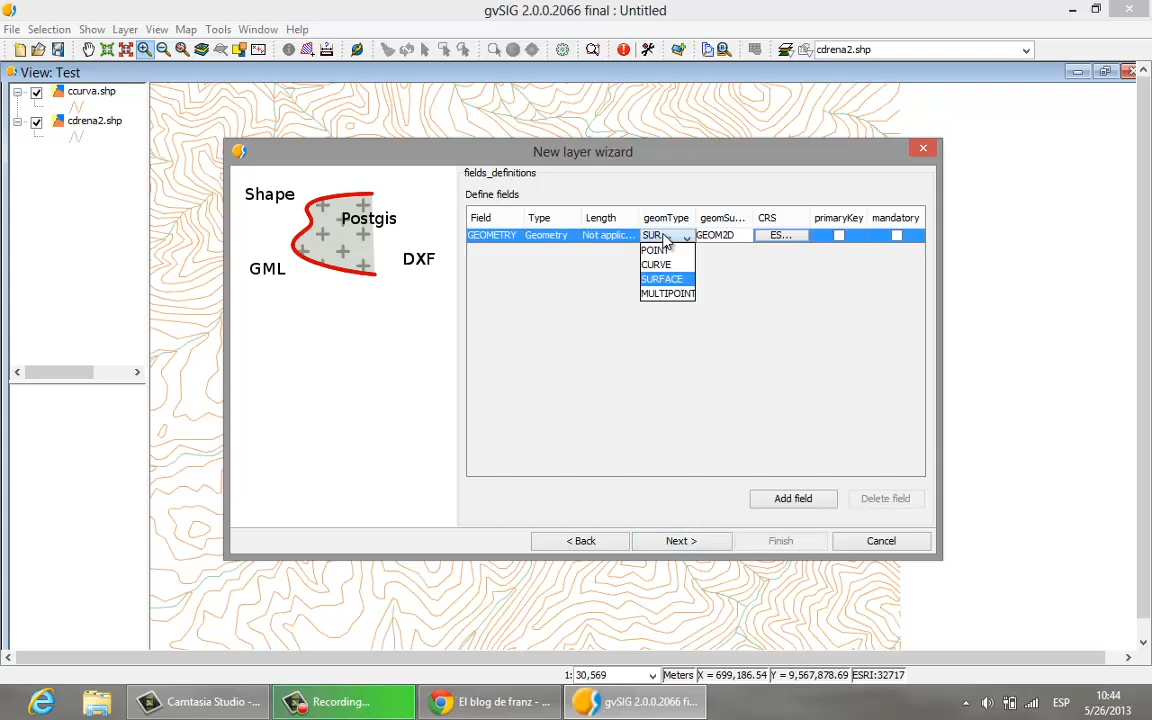 gvSIG 2.0.0.2066 final : Untitled
File Selection Show Layer View Map Tools Window Help
cdrena2.shp
View: Test
ccurva.shp
cdrena2.shp
New layer wizard
Shape
Postgis
GML
DXF
fields_definitions
Define fields
Field Type Length geomType geomSu... CRS primaryKey mandatory
GEOMETRY Geometry Not applic... SUR... GEOM2D ES...
POINT
CURVE
SURFACE
MULTIPOINT
Add field Delete field
< Back Next > Finish Cancel
1: 30,569 Meters X = 699,186.54 Y = 9,567,878.69 ESRI:32717
Camtasia Studio -... Recording... El blog de franz - ... gvSIG 2.0.0.2066 fi... ESP 10:44
5/26/2013